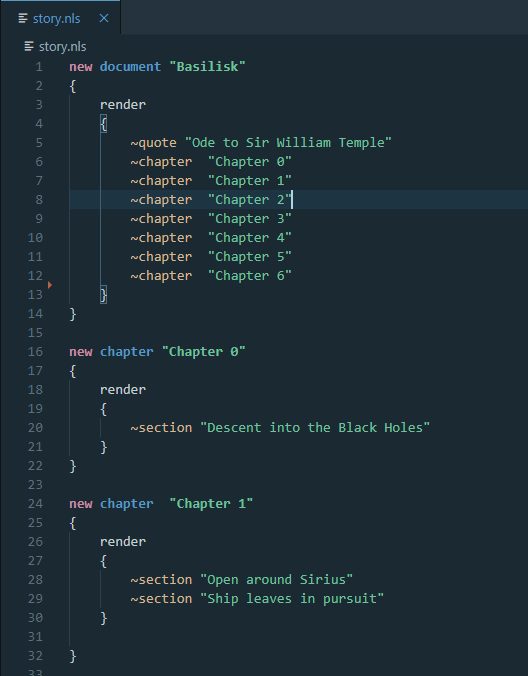 story.nls ×
story.nls
1 new document "Basilisk"
2 {
3     render
4     {
5         ~quote "Ode to Sir William Temple"
6         ~chapter  "Chapter 0"
7         ~chapter  "Chapter 1"
8         ~chapter  "Chapter 2"
9         ~chapter  "Chapter 3"
10         ~chapter  "Chapter 4"
11         ~chapter  "Chapter 5"
12         ~chapter  "Chapter 6"
13     }
14 }
15
16 new chapter "Chapter 0"
17 {
18     render
19     {
20         ~section "Descent into the Black Holes"
21     }
22 }
23
24 new chapter  "Chapter 1"
25 {
26     render
27     {
28         ~section "Open around Sirius"
29         ~section "Ship leaves in pursuit"
30     }
31
32 }
33